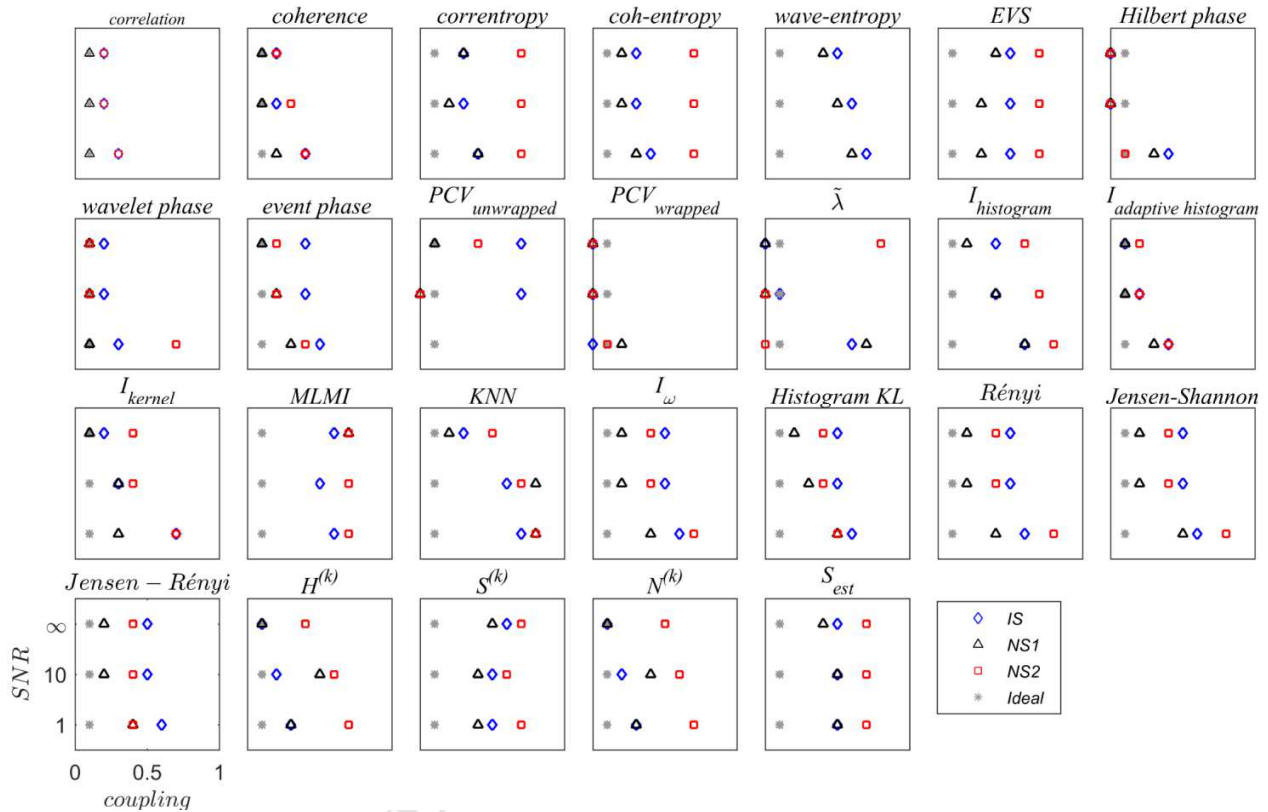 correlation coherence correntropy coh-entropy wave-entropy EVS Hilbert phase
wavelet phase event phase PCV unwrapped PCV wrapped λ̃ I histogram I adaptive histogram
I kernel MLMI KNN I ω Histogram KL Rényi Jensen-Shannon
Jensen − Rényi H^(k) S^(k) N^(k) S est
SNR
∞
10
1
0 0.5 1
coupling
IS
NS1
NS2
Ideal